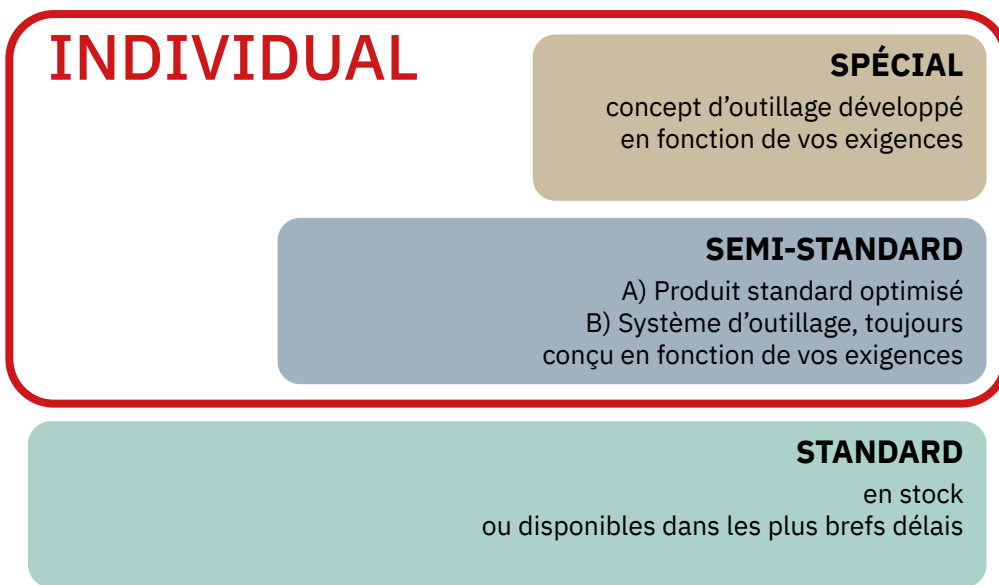 INDIVIDUAL
SPÉCIAL
concept d’outillage développé
en fonction de vos exigences
SEMI-STANDARD
A) Produit standard optimisé
B) Système d’outillage, toujours
conçu en fonction de vos exigences
STANDARD
en stock
ou disponibles dans les plus brefs délais